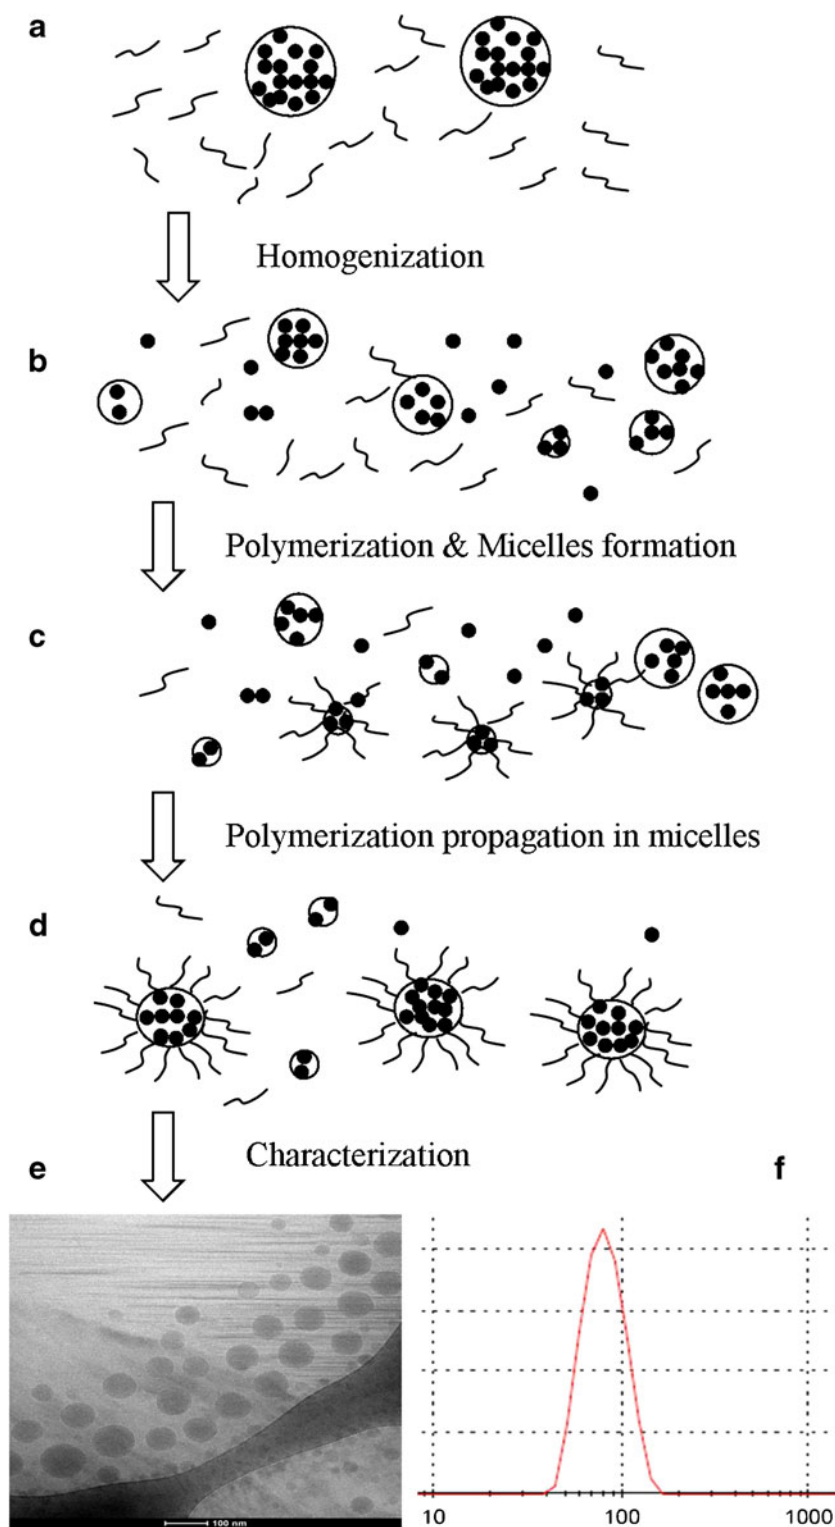 a
Homogenization
b
Polymerization & Micelles formation
c
Polymerization propagation in micelles
d
Characterization
e
f
100 nm
10 100 1000